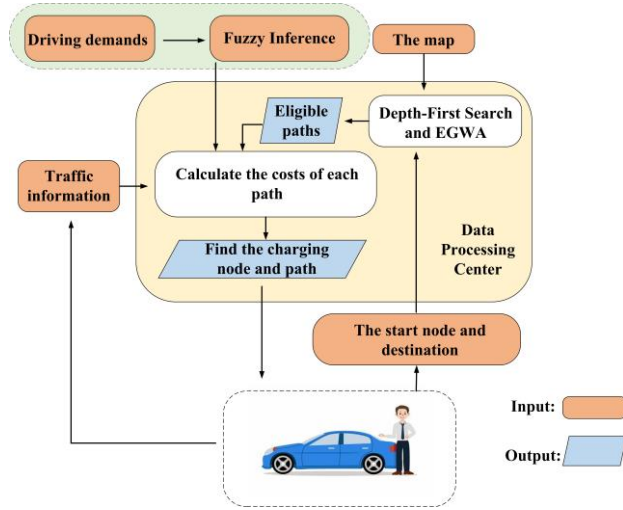 Driving demands
Fuzzy Inference
The map
Eligible
paths
Depth-First Search
and EGWA
Traffic
information
Calculate the costs of each
path
Find the charging
node and path
Data
Processing
Center
The start node and
destination
Input:
Output: